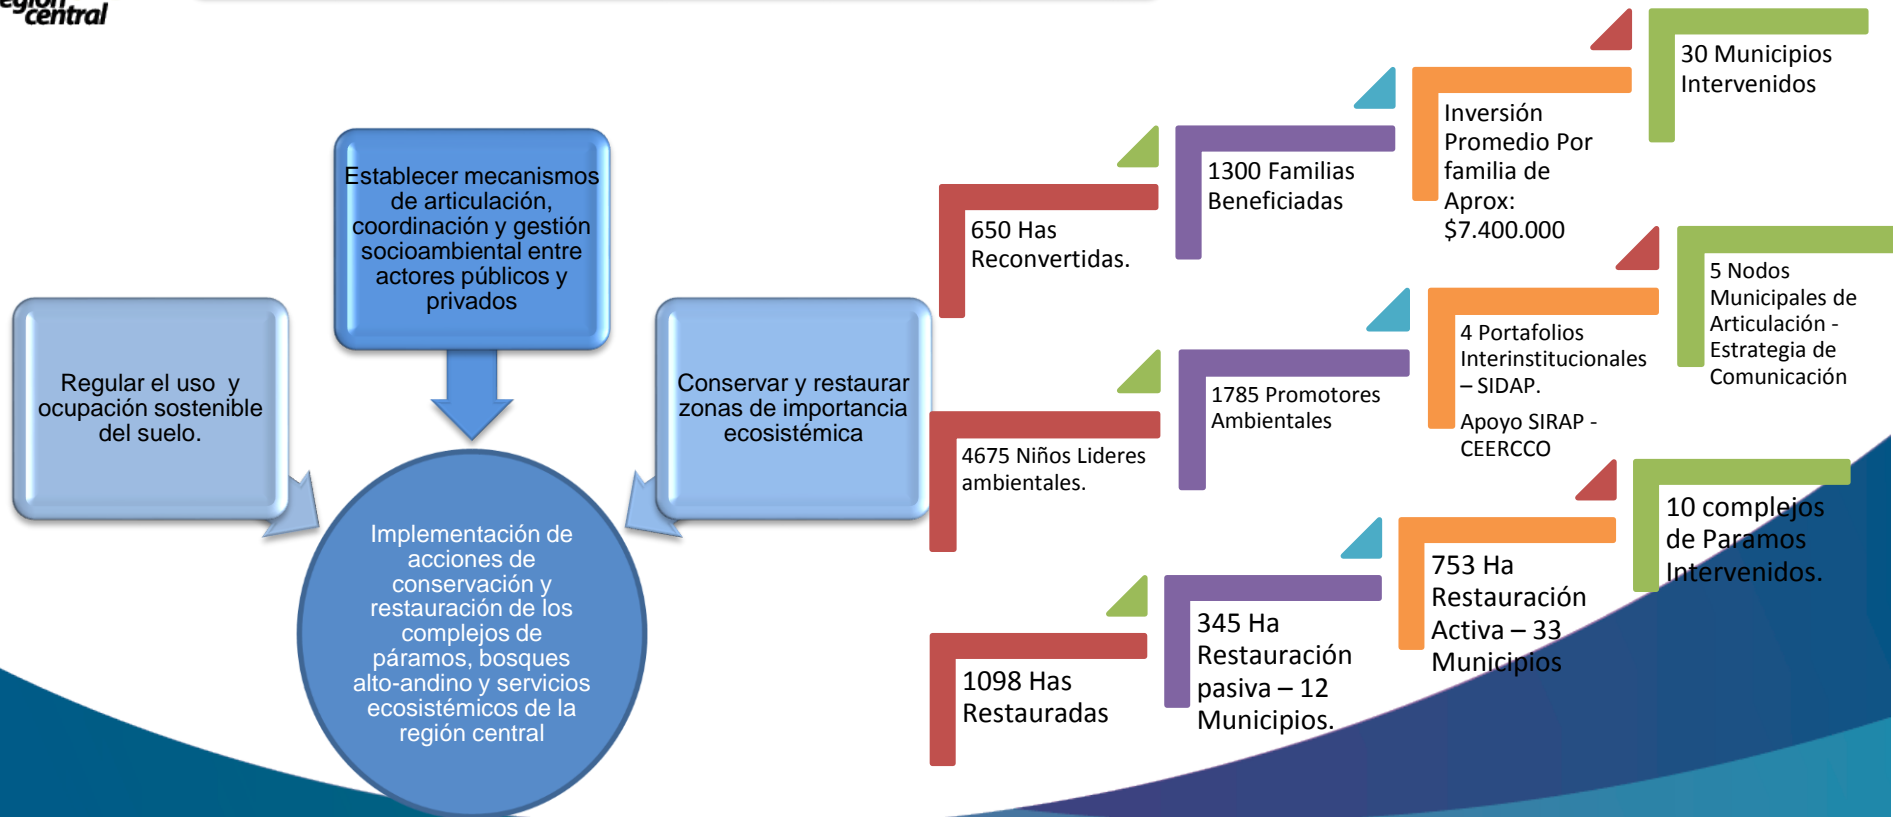 región
central
Establecer mecanismos
de articulación,
coordinación y gestión
socioambiental entre
actores públicos y
privados
Regular el uso y
ocupación sostenible
del suelo.
Conservar y restaurar
zonas de importancia
ecosistémica
Implementación de
acciones de
conservación y
restauración de los
complejos de
páramos, bosques
alto-andino y servicios
ecosistémicos de la
región central
650 Has
Reconvertidas.
1300 Familias
Beneficiadas
Inversión
Promedio Por
familia de
Aprox:
$7.400.000
30 Municipios
Intervenidos
4675 Niños Lideres
ambientales.
1785 Promotores
Ambientales
4 Portafolios
Interinstitucionales
– SIDAP.
Apoyo SIRAP -
CEERCCO
5 Nodos
Municipales de
Articulación -
Estrategia de
Comunicación
1098 Has
Restauradas
345 Ha
Restauración
pasiva – 12
Municipios.
753 Ha
Restauración
Activa – 33
Municipios
10 complejos
de Paramos
Intervenidos.